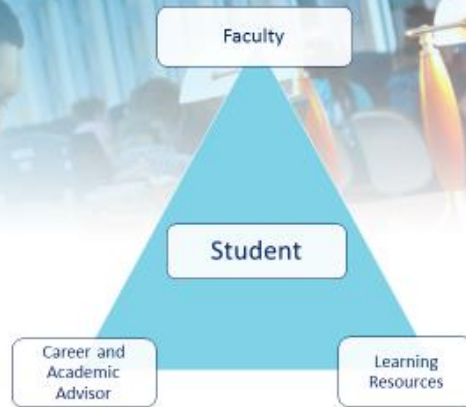 Faculty
Student
Career and
Academic
Advisor
Learning
Resources